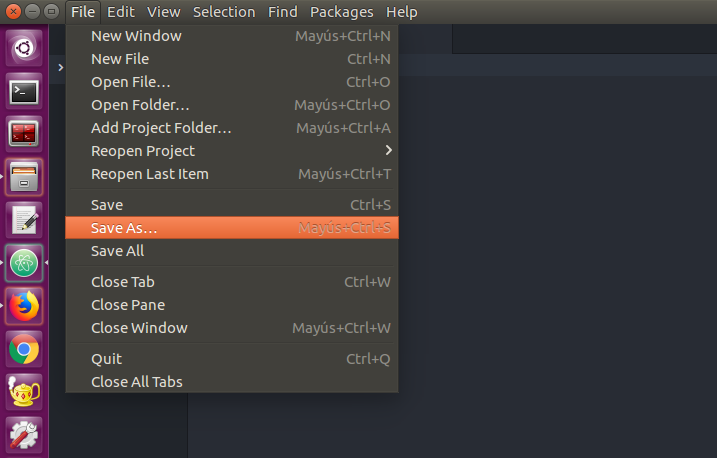 File Edit View Selection Find Packages Help
New Window Mayús+Ctrl+N
New File Ctrl+N
Open File... Ctrl+O
Open Folder... Mayús+Ctrl+O
Add Project Folder... Mayús+Ctrl+A
Reopen Project
Reopen Last Item Mayús+Ctrl+T
Save Ctrl+S
Save As... Mayús+Ctrl+S
Save All
Close Tab Ctrl+W
Close Pane
Close Window Mayús+Ctrl+W
Quit Ctrl+Q
Close All Tabs